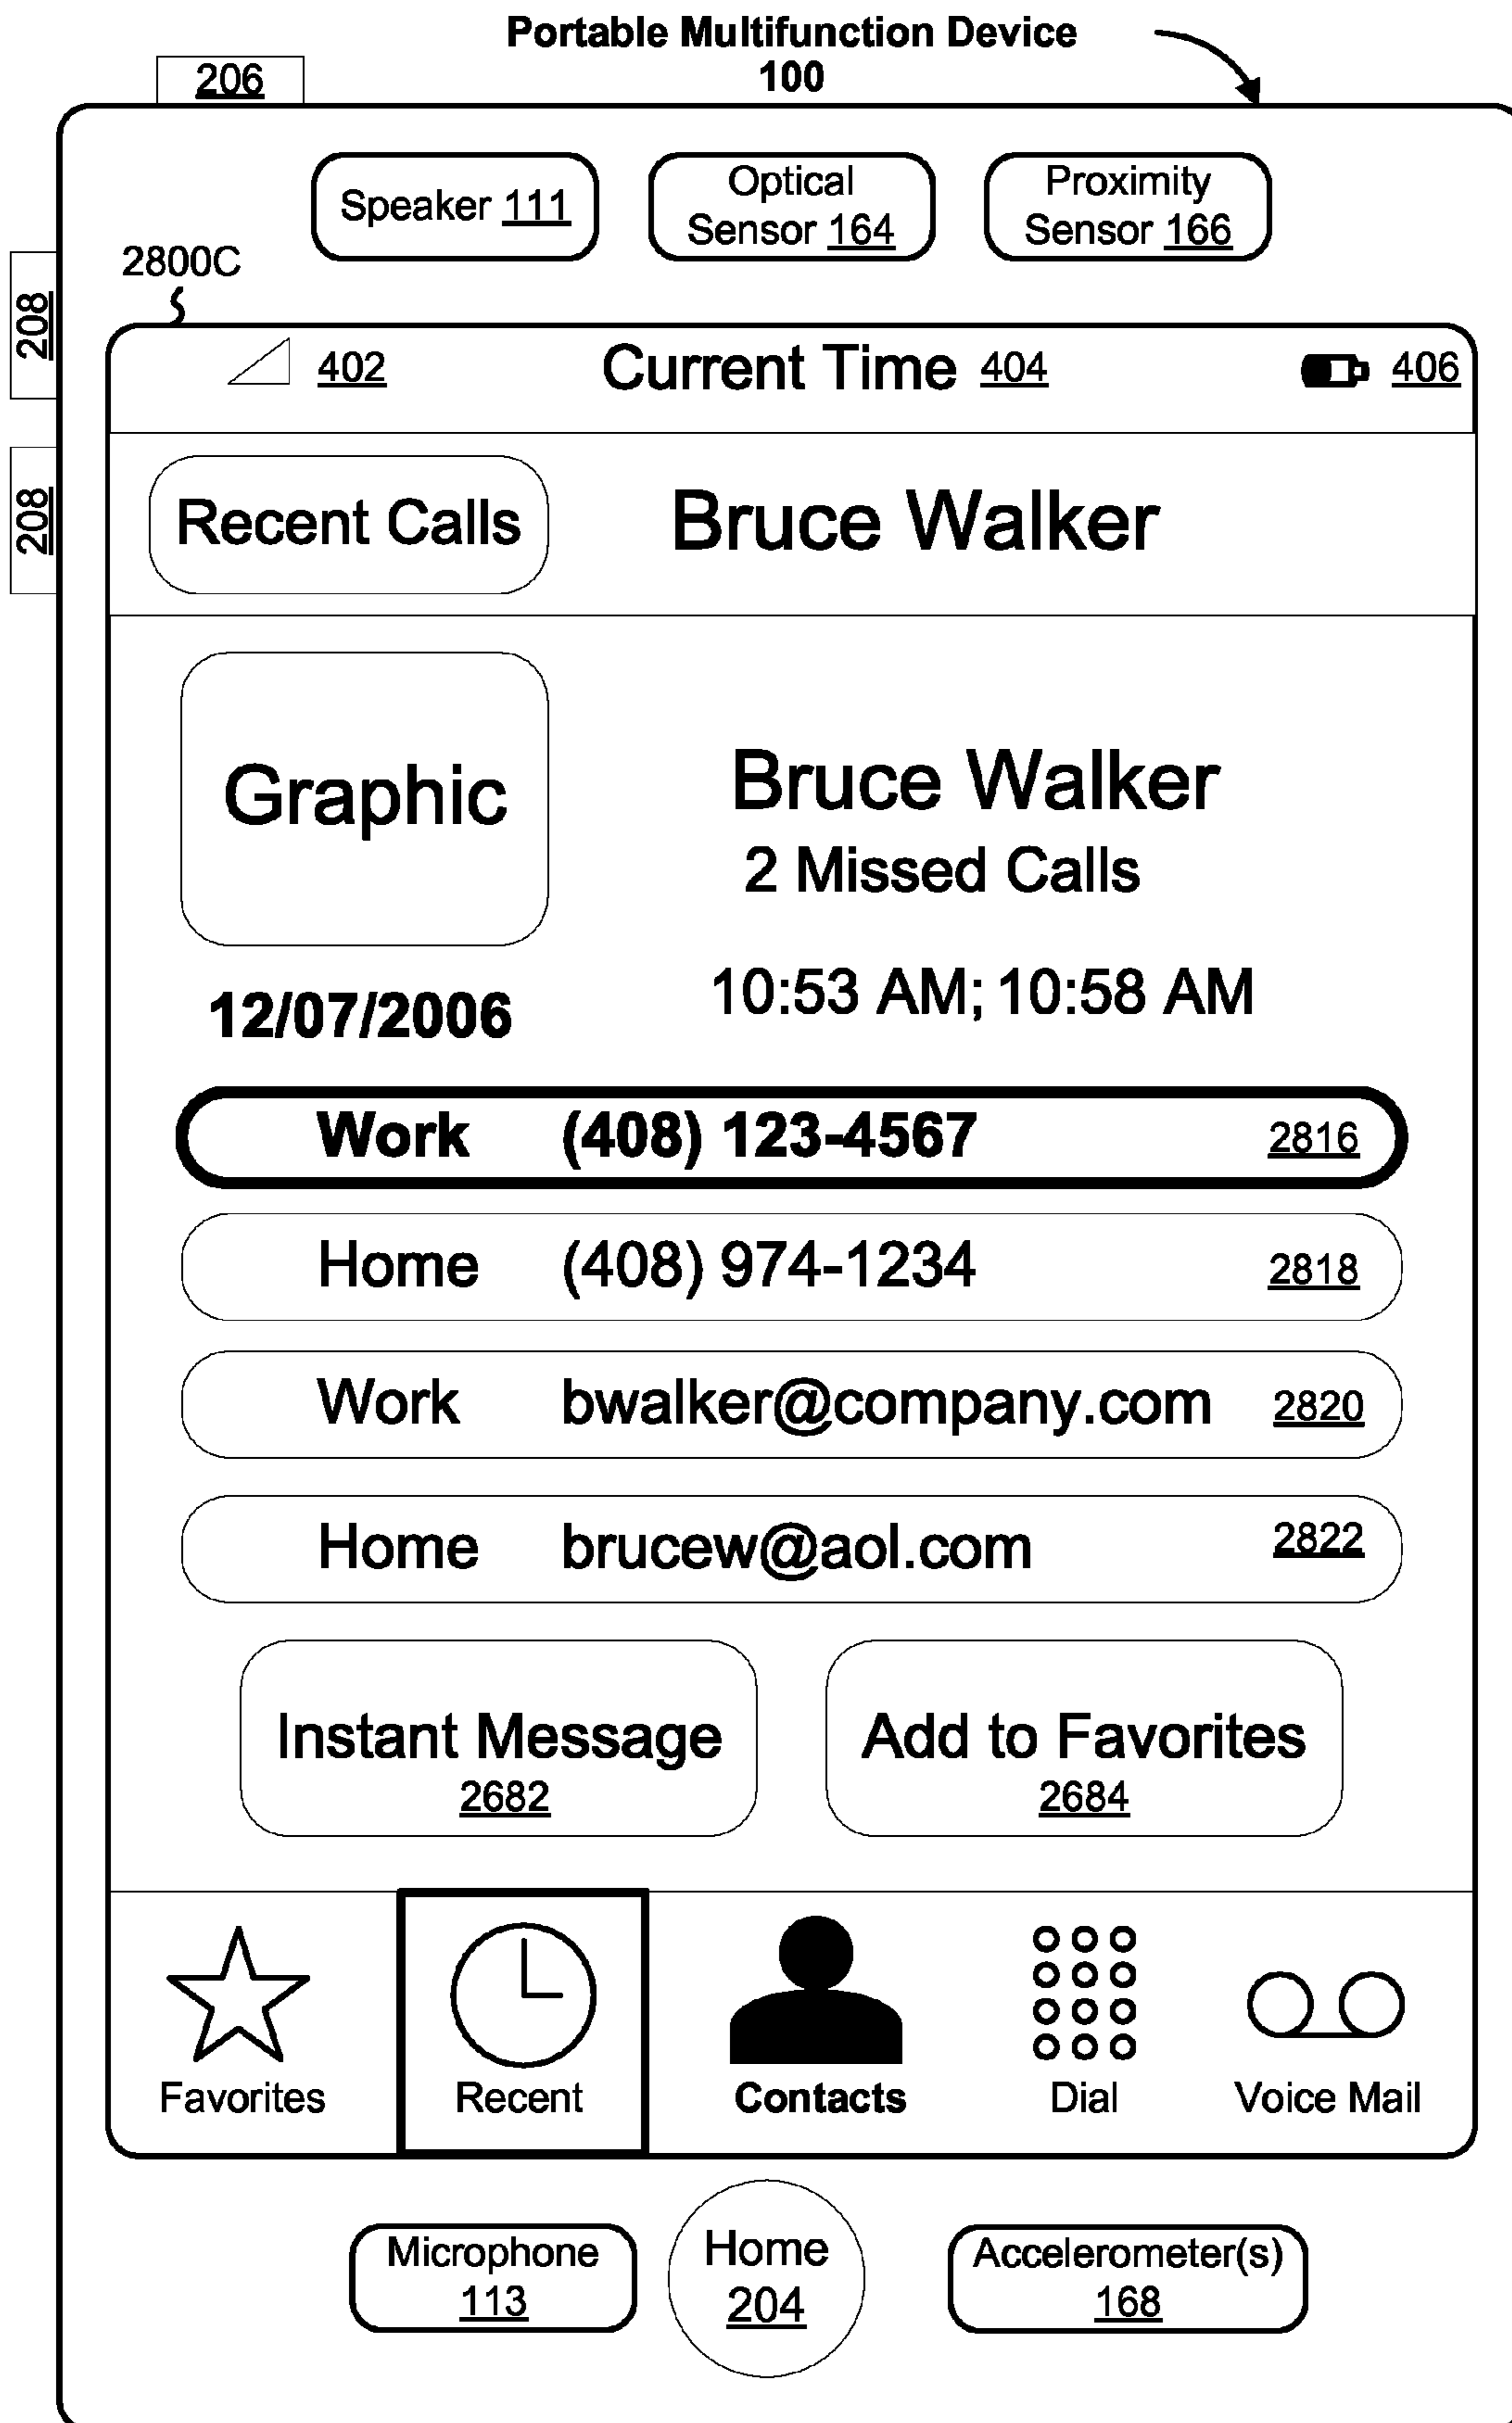 Portable Multifunction Device
100
206
Speaker 111
Optical
Sensor 164
Proximity
Sensor 166
2800C
208
208
402
Current Time 404
406
Recent Calls
Bruce Walker
Graphic
Bruce Walker
2 Missed Calls
12/07/2006
10:53 AM; 10:58 AM
Work (408) 123-4567 2816
Home (408) 974-1234 2818
Work bwalker@company.com 2820
Home brucew@aol.com 2822
Instant Message
2682
Add to Favorites
2684
Favorites
Recent
Contacts
Dial
Voice Mail
Microphone
113
Home
204
Accelerometer(s)
168